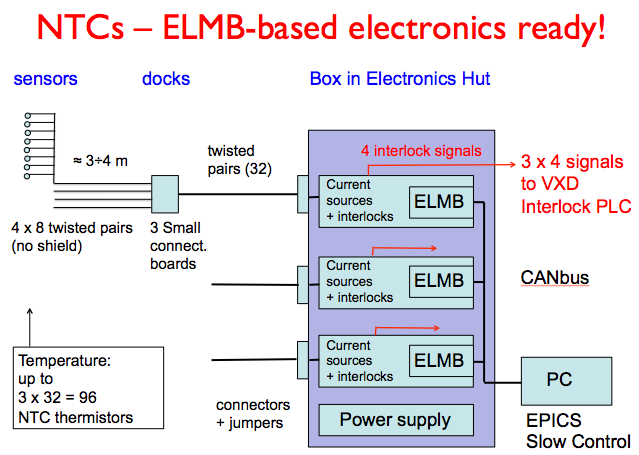 NTCs – ELMB-based electronics ready!
sensors
docks
Box in Electronics Hut
≈ 3÷4 m
twisted
pairs (32)
4 x 8 twisted pairs
(no shield)
3 Small
connect.
boards
4 interlock signals
3 x 4 signals
to VXD
Interlock PLC
Current
sources
+ interlocks
ELMB
Current
sources
+ interlocks
ELMB
CANbus
Current
sources
+ interlocks
ELMB
Temperature:
up to
3 x 32 = 96
NTC thermistors
connectors
+ jumpers
Power supply
PC
EPICS
Slow Control